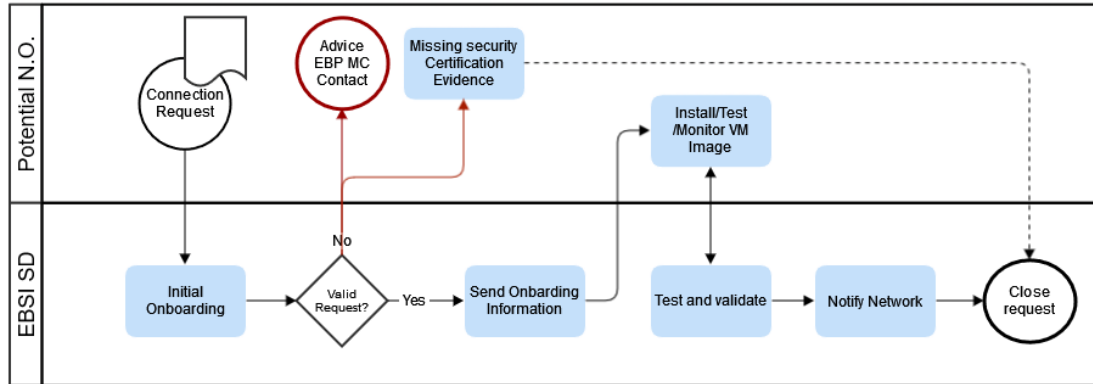 Potential N.O.
Connection
Request
Advice
EBP MC
Contact
Missing security
Certification
Evidence
Install/Test
/Monitor VM
Image
EBSI SD
Initial
Onboarding
No
Valid
Request?
Yes
Send Onbarding
Information
Test and validate
Notify Network
Close
request